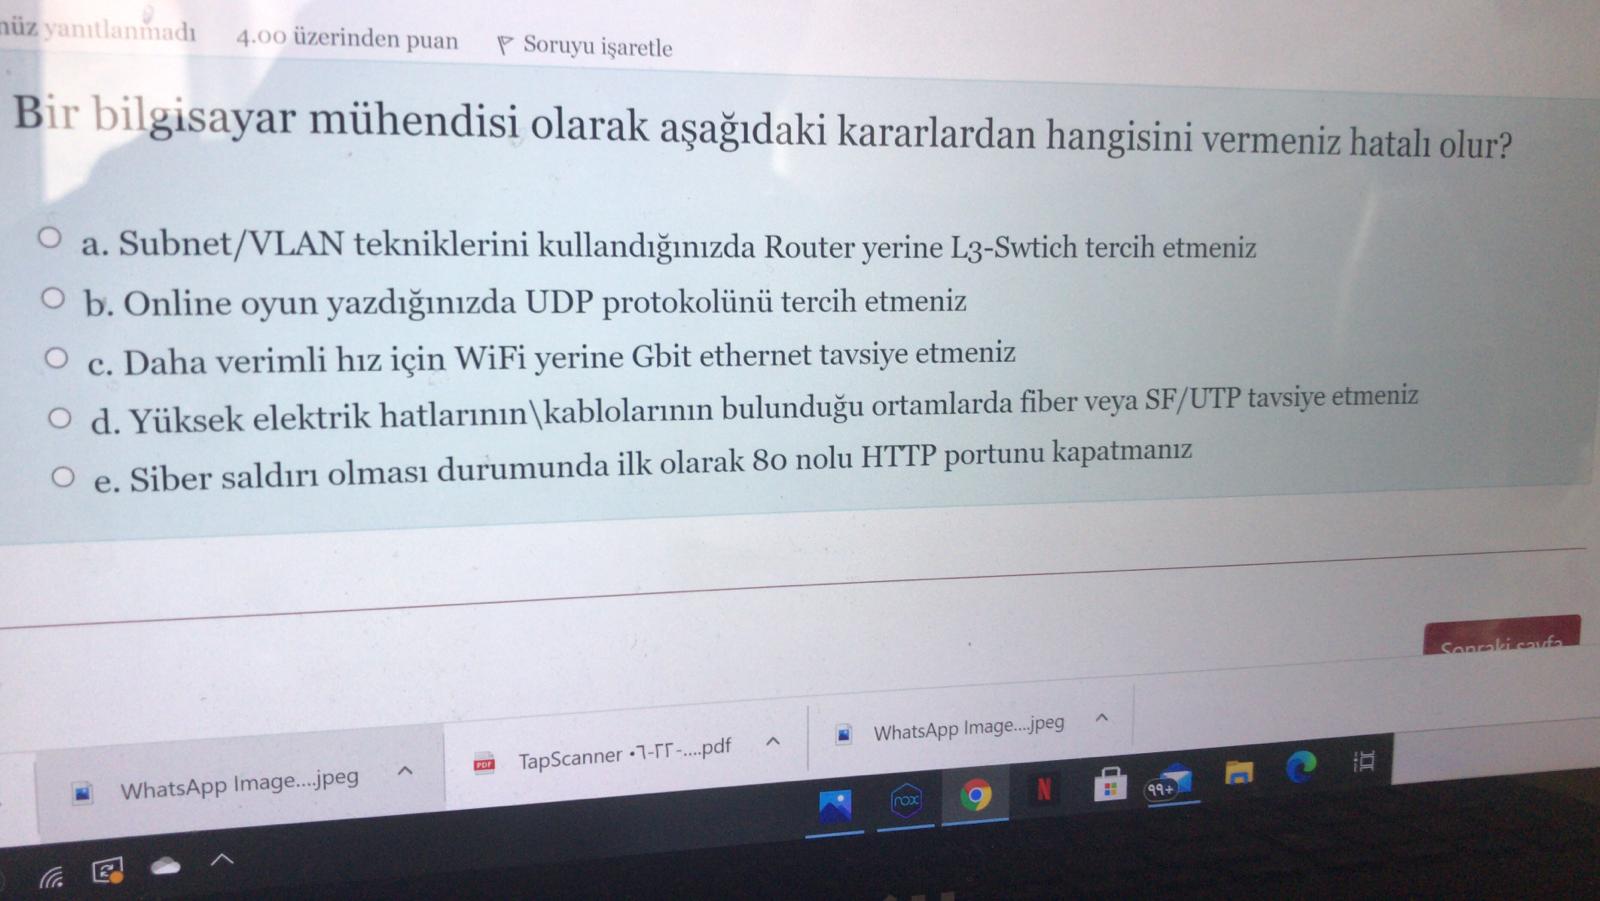 nüz yanıtlanmadı 4.00 üzerinden puan Soruyu işaretle
Bir bilgisayar mühendisi olarak aşağıdaki kararlardan hangisini vermeniz hatalı olur?
a. Subnet/VLAN tekniklerini kullandığınızda Router yerine L3-Swtich tercih etmeniz
b. Online oyun yazdığınızda UDP protokolünü tercih etmeniz
c. Daha verimli hız için WiFi yerine Gbit ethernet tavsiye etmeniz
d. Yüksek elektrik hatlarının\kablolarının bulunduğu ortamlarda fiber veya SF/UTP tavsiye etmeniz
e. Siber saldırı olması durumunda ilk olarak 80 nolu HTTP portunu kapatmanız
Sonraki sayfa
WhatsApp Image....jpeg
PDF TapScanner ٠٦-٢٢-....pdf
WhatsApp Image....jpeg
nox
N
99+